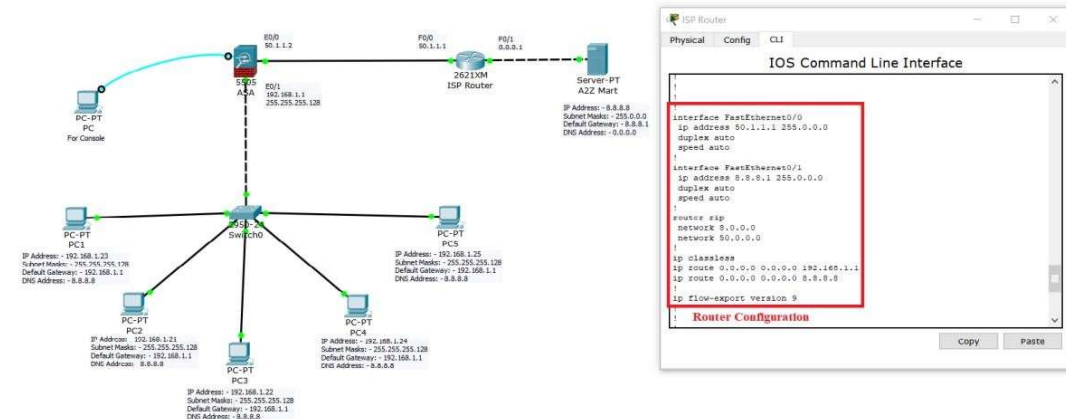 E0/0
50.1.1.2
5505
ASA
E0/1
192.168.1.1
255.255.255.128
F0/0
50.1.1.1
F0/1
8.8.8.1
2621XM
ISP Router
Server-PT
A2Z Mart
IP Address: - 8.8.8.8
Subnet Masks: - 255.0.0.0
Default Gateway: - 8.8.8.1
DNS Address: - 0.0.0.0
PC-PT
PC
For Console
2950-24
Switch0
PC-PT
PC1
IP Address: - 192.168.1.23
Subnet Masks: - 255.255.255.128
Default Gateway: - 192.168.1.1
DNS Address: - 8.8.8.8
PC-PT
PC2
IP Address: 192.168.1.21
Subnet Masks: - 255.255.255.128
Default Gateway: - 192.168.1.1
DNS Address: 8.8.8.8
PC-PT
PC3
IP Address: - 192.168.1.22
Subnet Masks: - 255.255.255.128
Default Gateway: - 192.168.1.1
DNS Address: - 8.8.8.8
PC-PT
PC4
IP Address: - 192.168.1.24
Subnet Masks: - 255.255.255.128
Default Gateway: - 192.168.1.1
DNS Address: - 8.8.8.8
PC-PT
PC5
IP Address: - 192.168.1.25
Subnet Masks: - 255.255.255.128
Default Gateway: - 192.168.1.1
DNS Address: - 8.8.8.8
ISP Router
Physical Config CLI
IOS Command Line Interface
!
!
!
interface FastEthernet0/0
ip address 50.1.1.1 255.0.0.0
duplex auto
speed auto
!
interface FastEthernet0/1
ip address 8.8.8.1 255.0.0.0
duplex auto
speed auto
!
router rip
network 8.0.0.0
network 50.0.0.0
!
ip classless
ip route 0.0.0.0 0.0.0.0 192.168.1.1
ip route 0.0.0.0 0.0.0.0 8.8.8.8
!
ip flow-export version 9
!
Router Configuration
!
Copy Paste